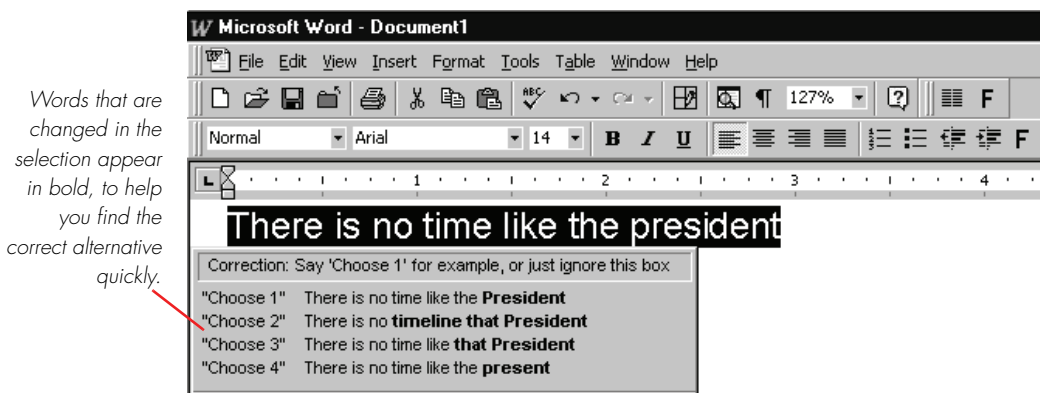 Microsoft Word - Document1
File Edit View Insert Format Tools Table Window Help
ABC 127% F
Normal Arial 14 B I U F
1 2 3 4
Words that are
changed in the
selection appear
in bold, to help
you find the
correct alternative
quickly.
There is no time like the president
Correction: Say 'Choose 1' for example, or just ignore this box
"Choose 1" There is no time like the President
"Choose 2" There is no timeline that President
"Choose 3" There is no time like that President
"Choose 4" There is no time like the present